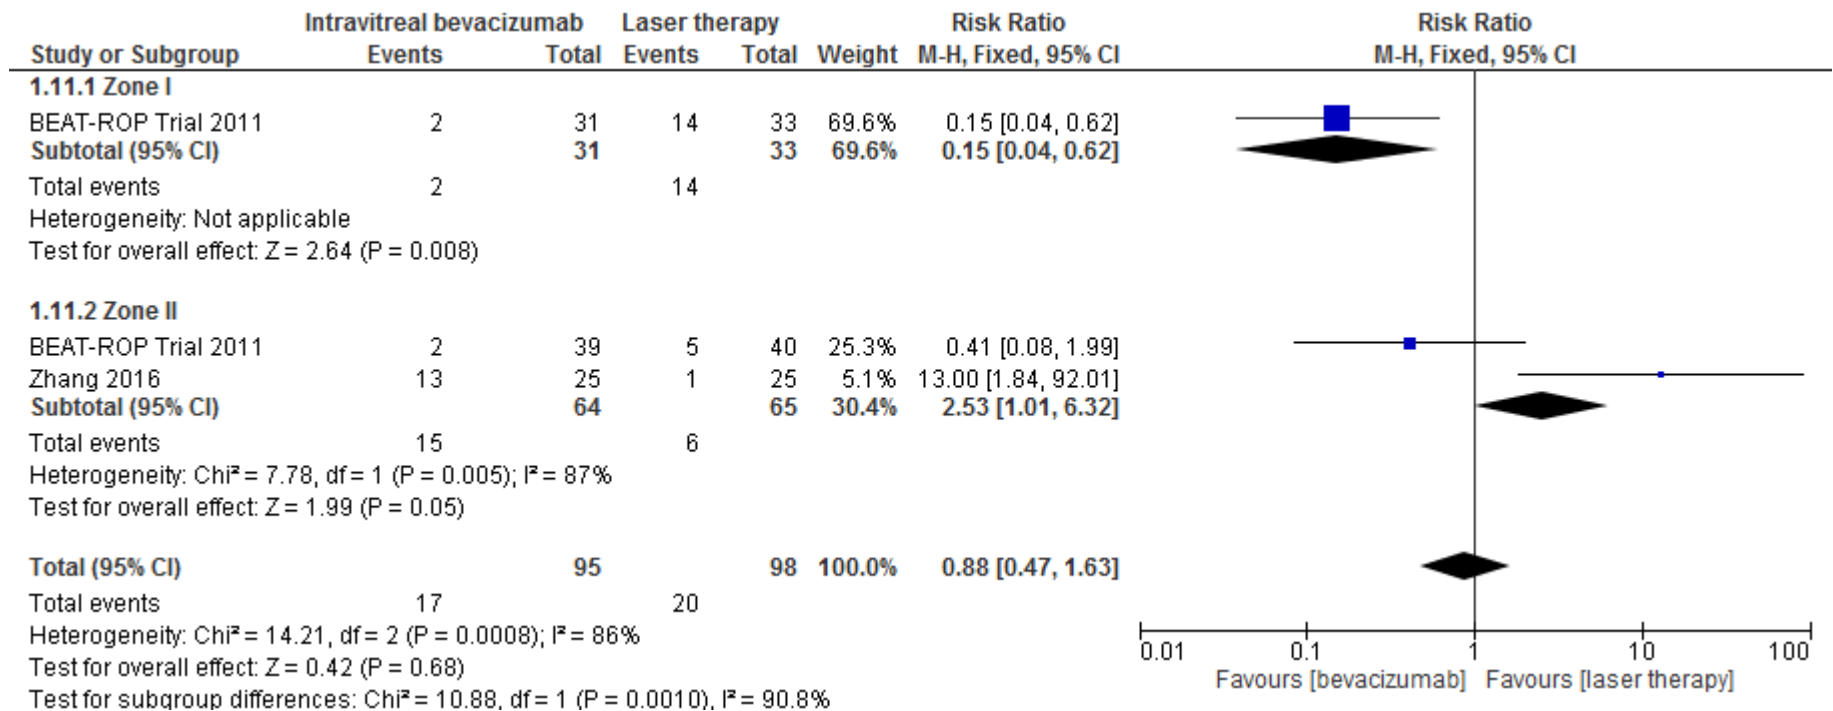 Intravitreal bevacizumab Laser therapy Risk Ratio Risk Ratio
Study or Subgroup Events Total Events Total Weight M-H, Fixed, 95% CI M-H, Fixed, 95% CI
1.11.1 Zone I
BEAT-ROP Trial 2011 2 31 14 33 69.6% 0.15 [0.04, 0.62]
Subtotal (95% CI) 31 33 69.6% 0.15 [0.04, 0.62]
Total events 2 14
Heterogeneity: Not applicable
Test for overall effect: Z = 2.64 (P = 0.008)
1.11.2 Zone II
BEAT-ROP Trial 2011 2 39 5 40 25.3% 0.41 [0.08, 1.99]
Zhang 2016 13 25 1 25 5.1% 13.00 [1.84, 92.01]
Subtotal (95% CI) 64 65 30.4% 2.53 [1.01, 6.32]
Total events 15 6
Heterogeneity: Chi² = 7.78, df = 1 (P = 0.005); I² = 87%
Test for overall effect: Z = 1.99 (P = 0.05)
Total (95% CI) 95 98 100.0% 0.88 [0.47, 1.63]
Total events 17 20
Heterogeneity: Chi² = 14.21, df = 2 (P = 0.0008); I² = 86%
Test for overall effect: Z = 0.42 (P = 0.68)
Test for subgroup differences: Chi² = 10.88, df = 1 (P = 0.0010), I² = 90.8%
0.01 0.1 1 10 100
Favours [bevacizumab] Favours [laser therapy]